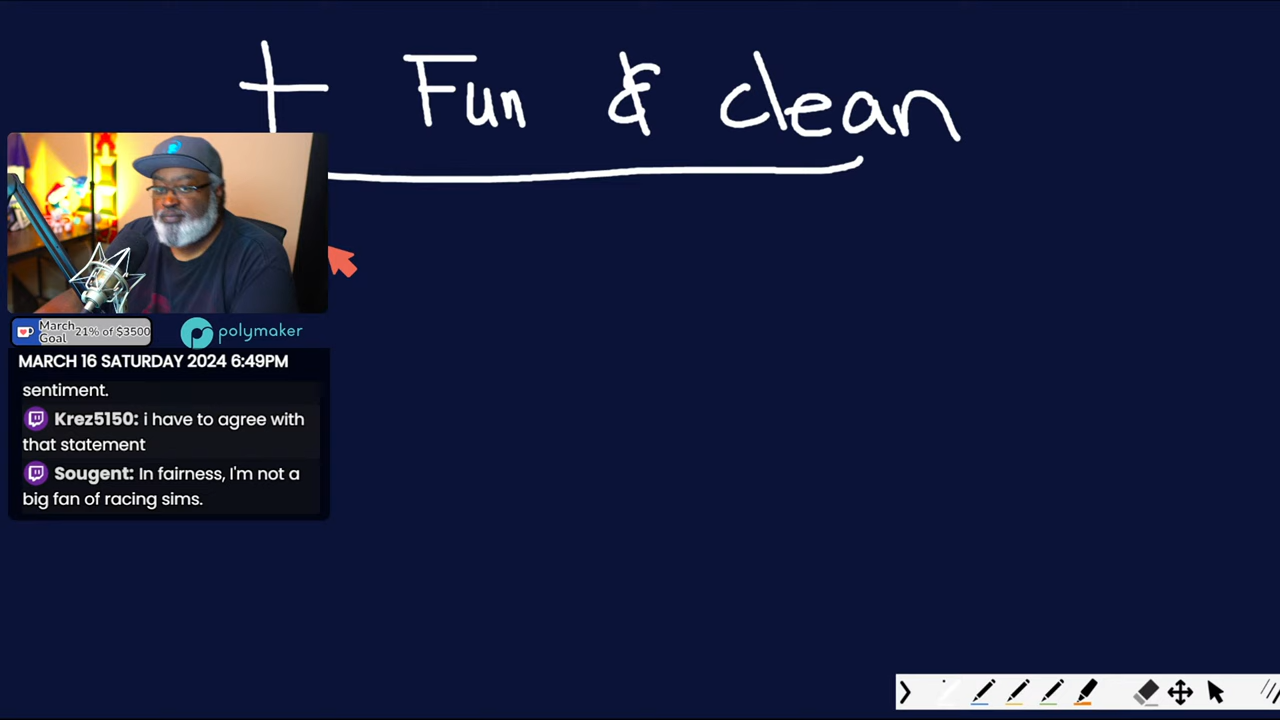 + Fun & clean
March Goal 21% of $3500
polymaker
MARCH 16 SATURDAY 2024 6:49PM
sentiment.
Krez5150: i have to agree with
that statement
Sougent: In fairness, I'm not a
big fan of racing sims.